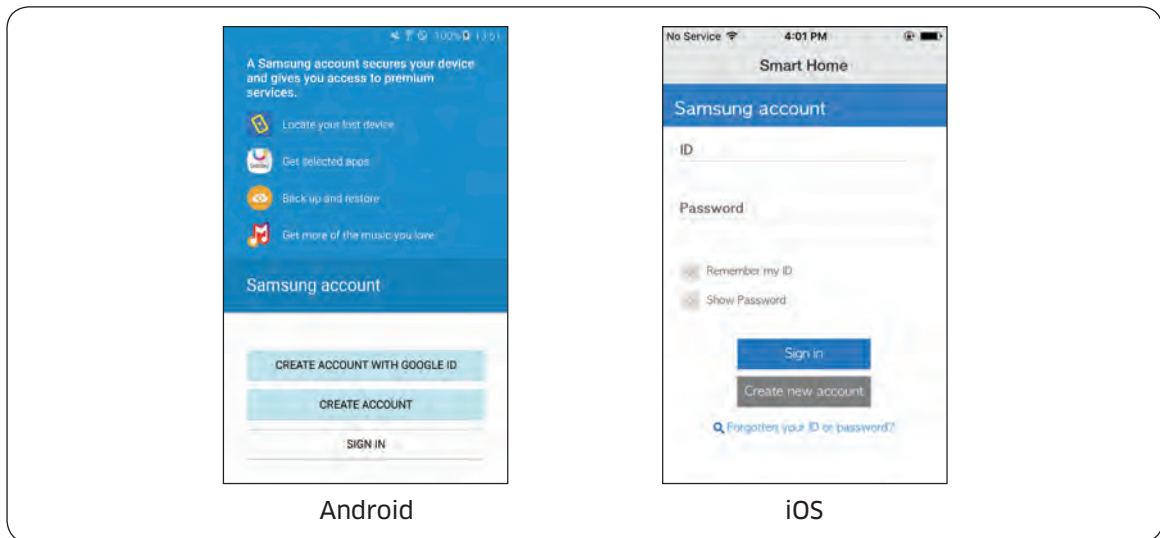 100% 13:51
A Samsung account secures your device
and gives you access to premium
services.
Locate your lost device
Get selected apps
Back up and restore
Get more of the music you love
Samsung account
CREATE ACCOUNT WITH GOOGLE ID
CREATE ACCOUNT
SIGN IN
Android
No Service 4:01 PM
Smart Home
Samsung account
ID
Password
Remember my ID
Show Password
Sign in
Create new account
Forgotten your ID or password?
iOS